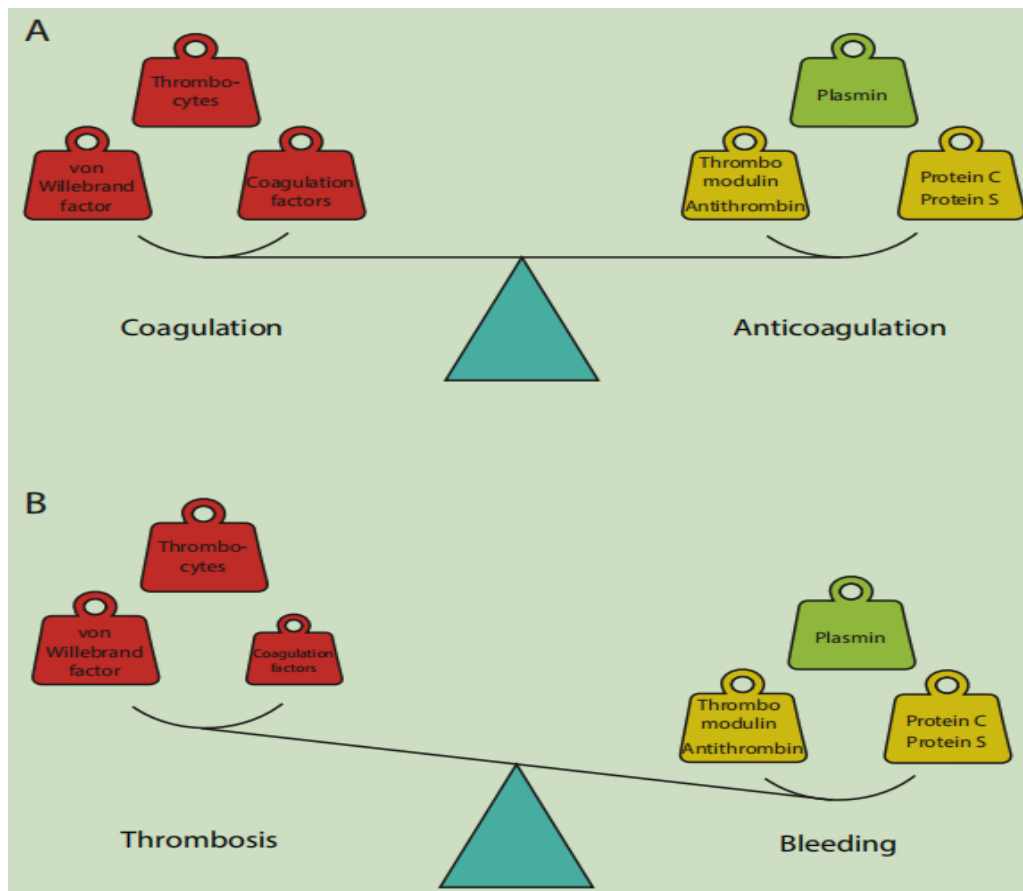 A
Thrombo-
cytes
von
Willebrand
factor
Coagulation
factors
Plasmin
Thrombo
modulin
Antithrombin
Protein C
Protein S
Coagulation
Anticoagulation
B
Thrombo-
cytes
von
Willebrand
factor
Coagulation
factors
Plasmin
Thrombo
modulin
Antithrombin
Protein C
Protein S
Thrombosis
Bleeding